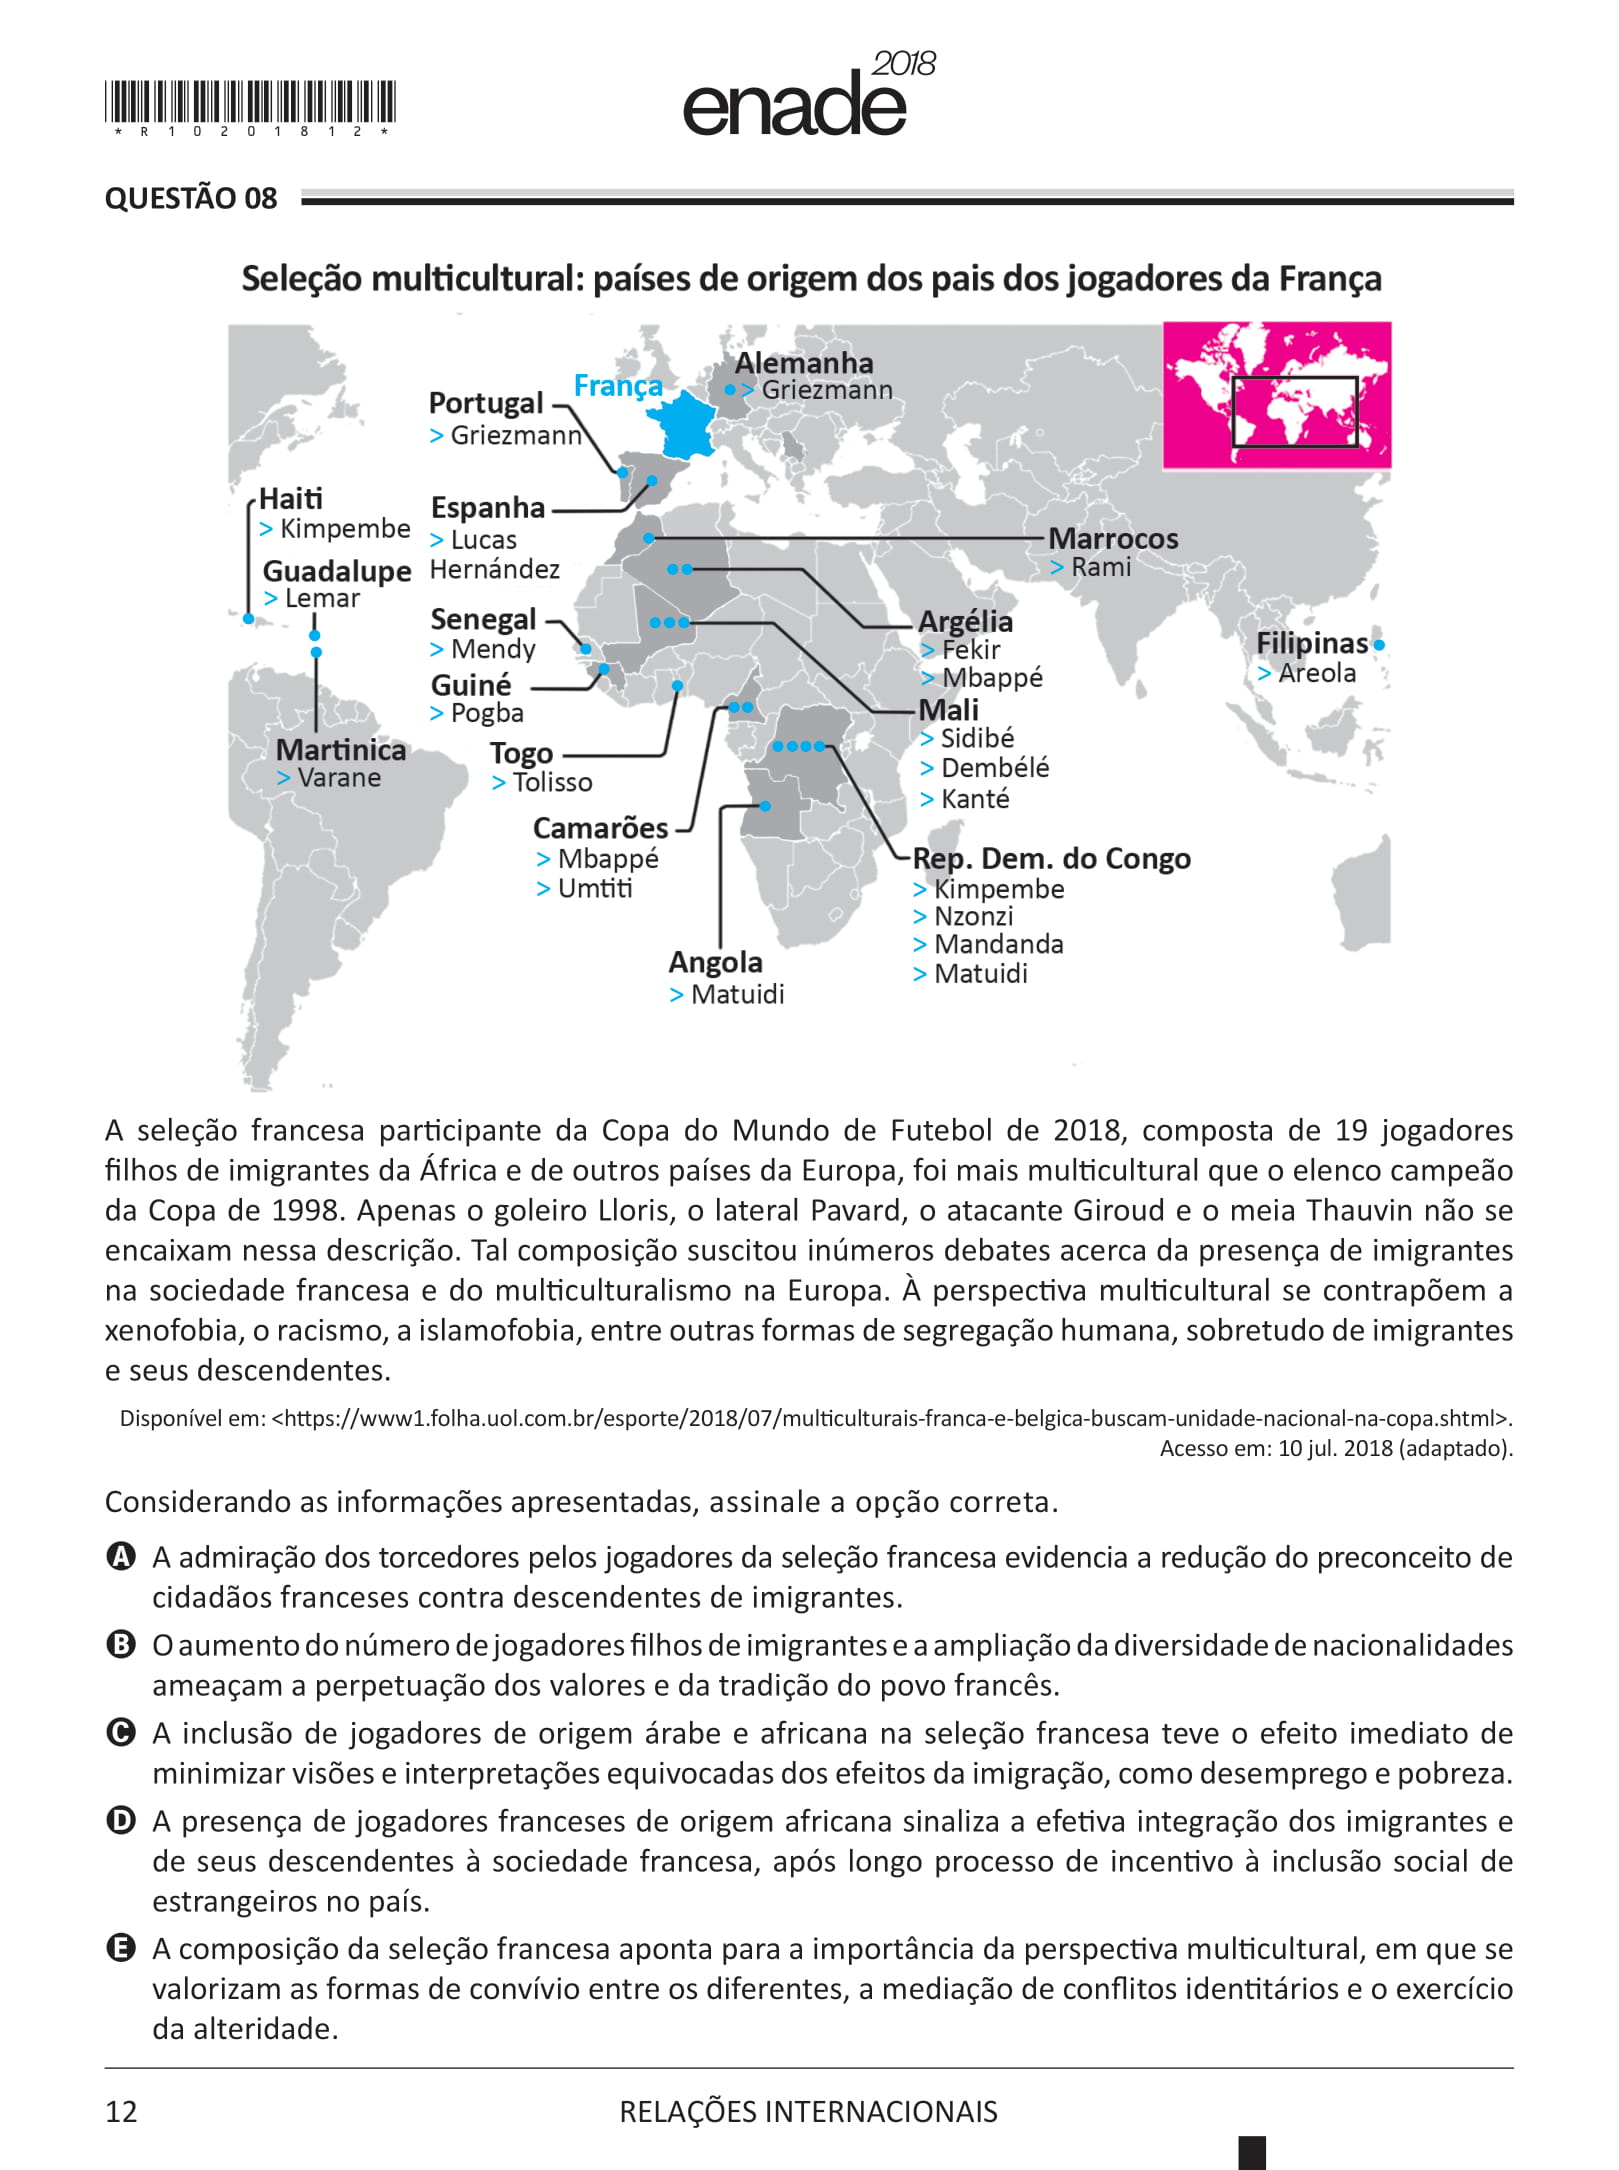 * R 1 0 2 0 1 8 1 2 *
enade 2018
QUESTÃO 08
Seleção multicultural: países de origem dos pais dos jogadores da França
Alemanha
> Griezmann
França
Portugal
> Griezmann
Haiti
> Kimpembe
Espanha
> Lucas
Hernández
Marrocos
> Rami
Guadalupe
> Lemar
Senegal
> Mendy
Argélia
> Fekir
> Mbappé
Filipinas
> Areola
Guiné
> Pogba
Mali
> Sidibé
> Dembélé
> Kanté
Martinica
> Varane
Togo
> Tolisso
Camarões
> Mbappé
> Umtiti
Rep. Dem. do Congo
> Kimpembe
> Nzonzi
> Mandanda
> Matuidi
Angola
> Matuidi
A seleção francesa participante da Copa do Mundo de Futebol de 2018, composta de 19 jogadores
filhos de imigrantes da África e de outros países da Europa, foi mais multicultural que o elenco campeão
da Copa de 1998. Apenas o goleiro Lloris, o lateral Pavard, o atacante Giroud e o meia Thauvin não se
encaixam nessa descrição. Tal composição suscitou inúmeros debates acerca da presença de imigrantes
na sociedade francesa e do multiculturalismo na Europa. À perspectiva multicultural se contrapõem a
xenofobia, o racismo, a islamofobia, entre outras formas de segregação humana, sobretudo de imigrantes
e seus descendentes.
Disponível em: <https://www1.folha.uol.com.br/esporte/2018/07/multiculturais-franca-e-belgica-buscam-unidade-nacional-na-copa.shtml>.
Acesso em: 10 jul. 2018 (adaptado).
Considerando as informações apresentadas, assinale a opção correta.
A A admiração dos torcedores pelos jogadores da seleção francesa evidencia a redução do preconceito de
cidadãos franceses contra descendentes de imigrantes.
B O aumento do número de jogadores filhos de imigrantes e a ampliação da diversidade de nacionalidades
ameaçam a perpetuação dos valores e da tradição do povo francês.
C A inclusão de jogadores de origem árabe e africana na seleção francesa teve o efeito imediato de
minimizar visões e interpretações equivocadas dos efeitos da imigração, como desemprego e pobreza.
D A presença de jogadores franceses de origem africana sinaliza a efetiva integração dos imigrantes e
de seus descendentes à sociedade francesa, após longo processo de incentivo à inclusão social de
estrangeiros no país.
E A composição da seleção francesa aponta para a importância da perspectiva multicultural, em que se
valorizam as formas de convívio entre os diferentes, a mediação de conflitos identitários e o exercício
da alteridade.
12
RELAÇÕES INTERNACIONAIS